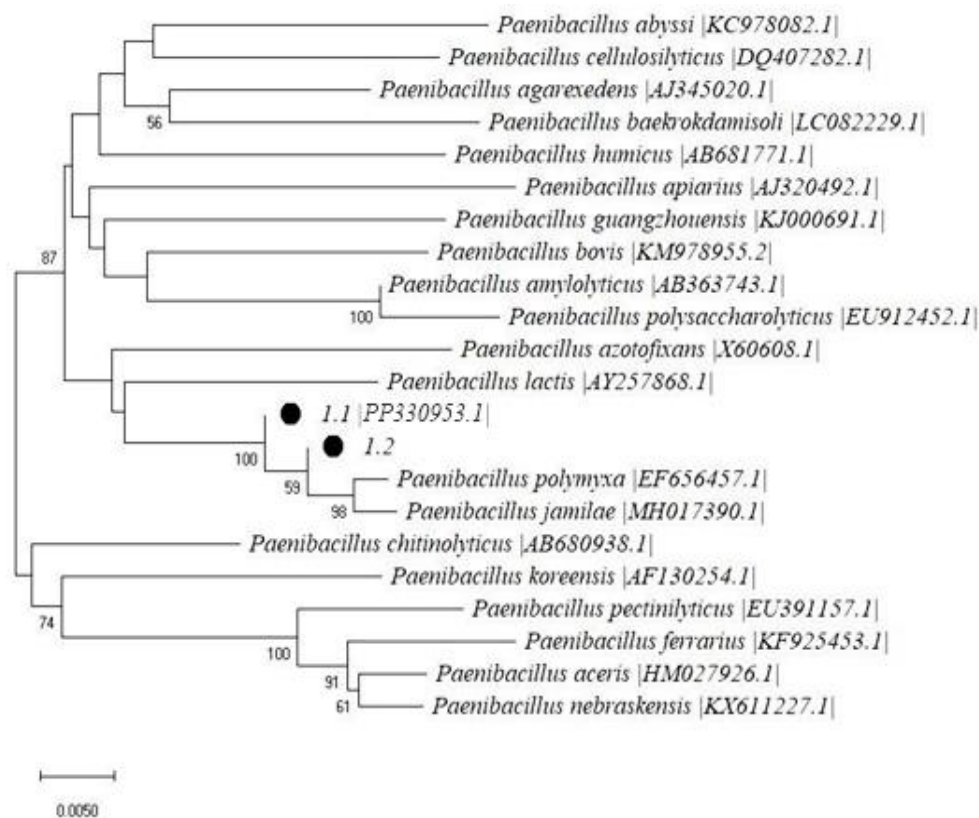 Paenibacillus abyssi |KC978082.1|
Paenibacillus cellulosilyticus |DQ407282.1|
Paenibacillus agarexedens |AJ345020.1|
56
Paenibacillus baekrokdamisoli |LC082229.1|
Paenibacillus humicus |AB681771.1|
Paenibacillus apiarius |AJ320492.1|
Paenibacillus guangzhouensis |KJ000691.1|
87
Paenibacillus bovis |KM978955.2|
Paenibacillus amylolyticus |AB363743.1|
100
Paenibacillus polysaccharolyticus |EU912452.1|
Paenibacillus azotofixans |X60608.1|
Paenibacillus lactis |AY257868.1|
1.1 |PP330953.1|
1.2
100
Paenibacillus polymyxa |EF656457.1|
59
98
Paenibacillus jamilae |MH017390.1|
Paenibacillus chitinolyticus |AB680938.1|
Paenibacillus koreensis |AF130254.1|
74
Paenibacillus pectinilyticus |EU391157.1|
100
Paenibacillus ferrarius |KF925453.1|
91
Paenibacillus aceris |HM027926.1|
61
Paenibacillus nebraskensis |KX611227.1|
0.0050